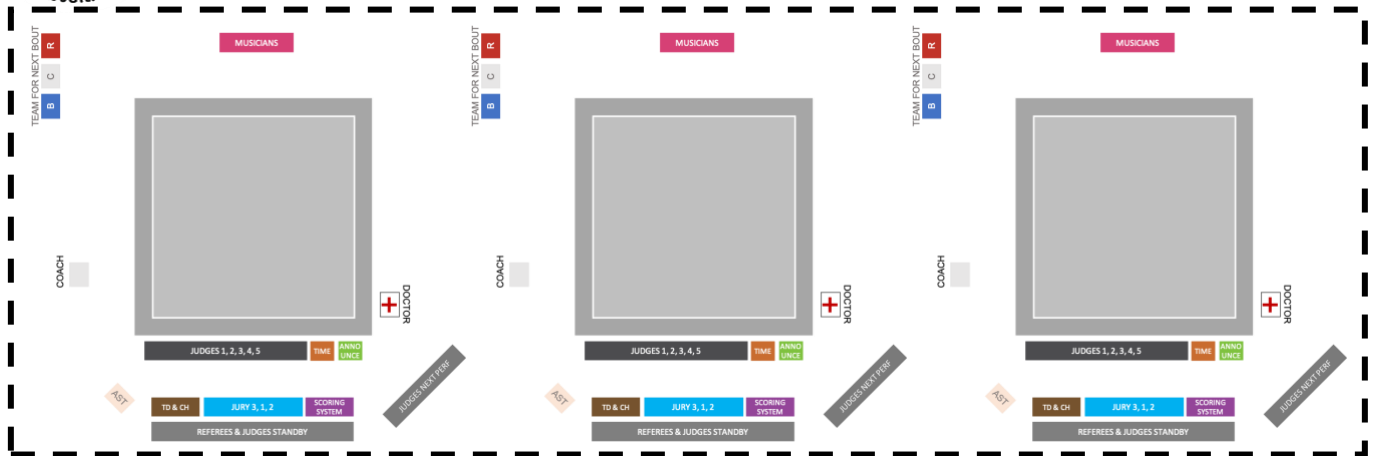 TEAM FOR NEXT BOUT
R
C
B
MUSICIANS
COACH
DOCTOR
JUDGES 1, 2, 3, 4, 5
TIME
ANNO
UNCE
AST
TD & CH
JURY 3, 1, 2
SCORING
SYSTEM
JUDGES NEXT PERF
REFEREES & JUDGES STANDBY
TEAM FOR NEXT BOUT
R
C
B
MUSICIANS
COACH
DOCTOR
JUDGES 1, 2, 3, 4, 5
TIME
ANNO
UNCE
AST
TD & CH
JURY 3, 1, 2
SCORING
SYSTEM
JUDGES NEXT PERF
REFEREES & JUDGES STANDBY
TEAM FOR NEXT BOUT
R
C
B
MUSICIANS
COACH
DOCTOR
JUDGES 1, 2, 3, 4, 5
TIME
ANNO
UNCE
AST
TD & CH
JURY 3, 1, 2
SCORING
SYSTEM
JUDGES NEXT PERF
REFEREES & JUDGES STANDBY